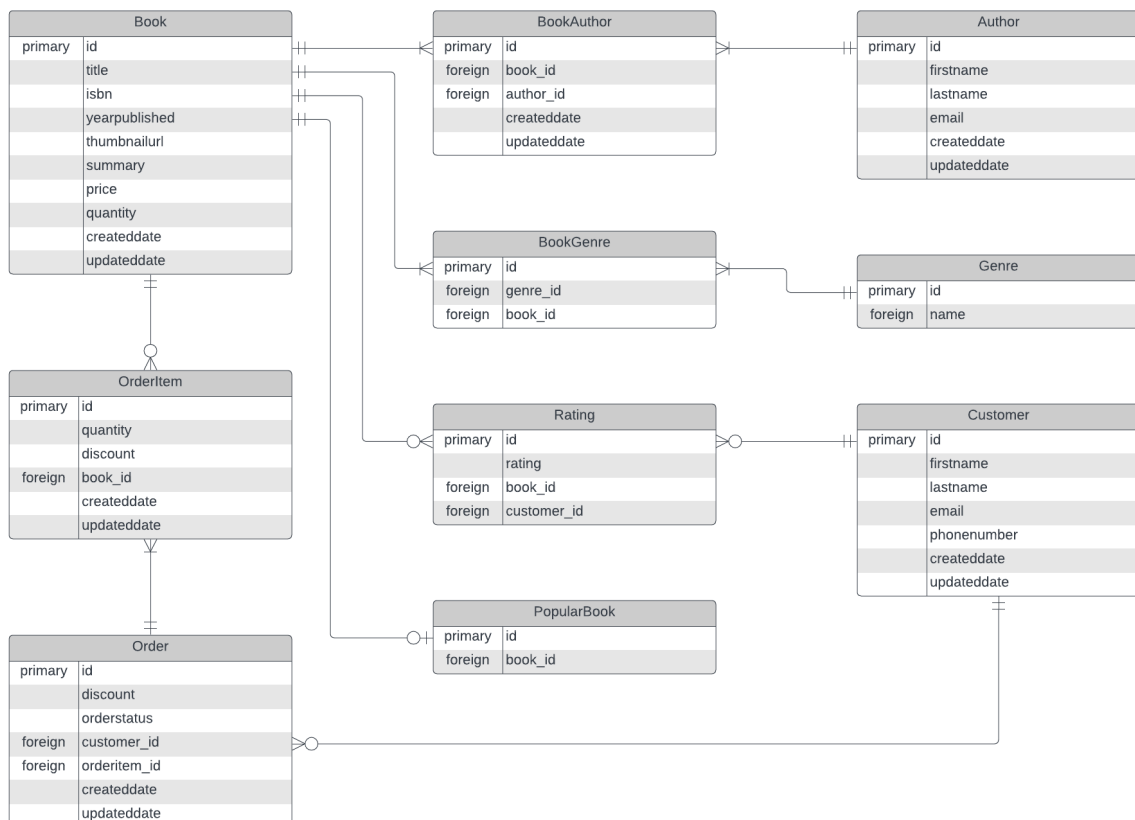 Book
primary id
title
isbn
yearpublished
thumbnailurl
summary
price
quantity
createddate
updateddate
BookAuthor
primary id
foreign book_id
foreign author_id
createddate
updateddate
Author
primary id
firstname
lastname
email
createddate
updateddate
BookGenre
primary id
foreign genre_id
foreign book_id
Genre
primary id
foreign name
OrderItem
primary id
quantity
discount
foreign book_id
createddate
updateddate
Rating
primary id
rating
foreign book_id
foreign customer_id
Customer
primary id
firstname
lastname
email
phonenumber
createddate
updateddate
PopularBook
primary id
foreign book_id
Order
primary id
discount
orderstatus
foreign customer_id
foreign orderitem_id
createddate
updateddate